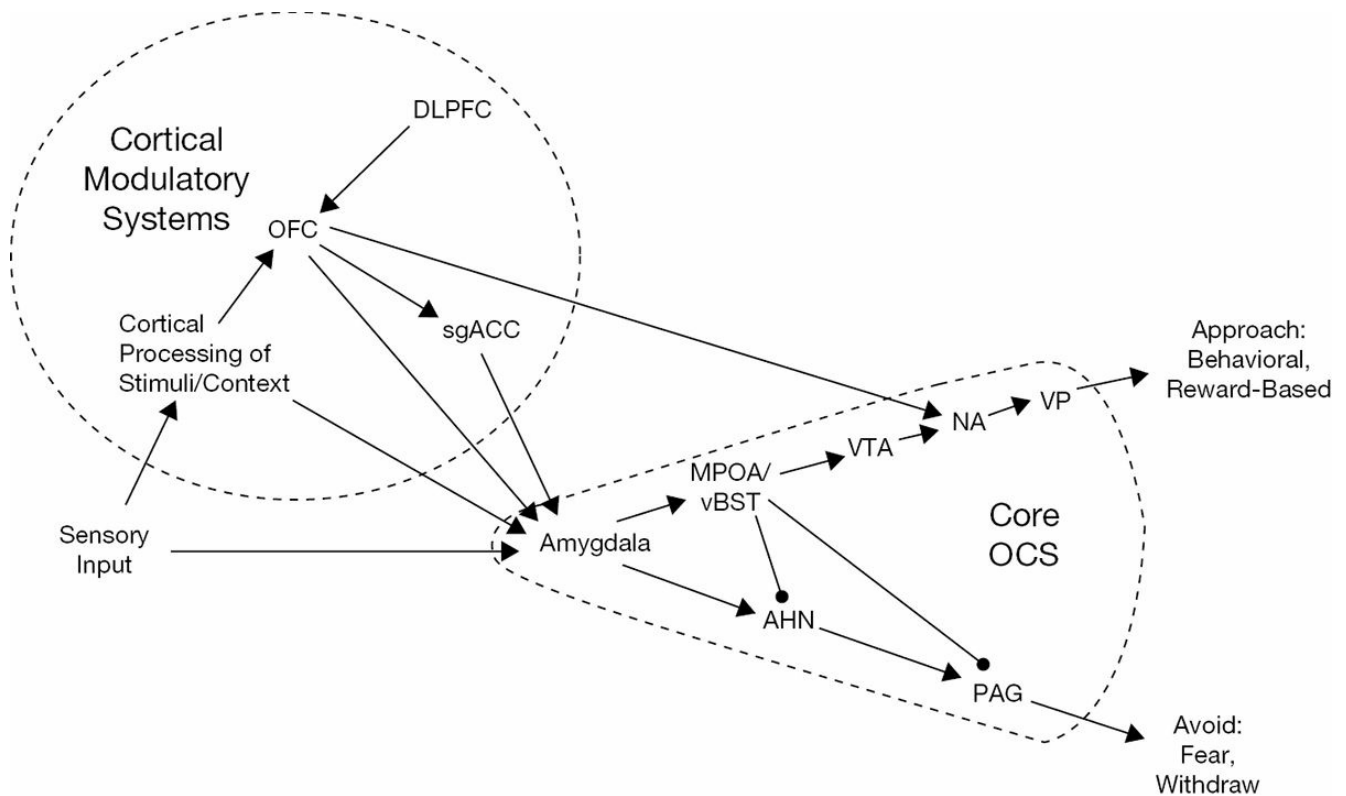 DLPFC
Cortical
Modulatory
Systems
OFC
Cortical
Processing of
Stimuli/Context
sgACC
Sensory
Input
Amygdala
MPOA/
vBST
VTA
NA
VP
AHN
PAG
Core
OCS
Approach:
Behavioral,
Reward-Based
Avoid:
Fear,
Withdraw